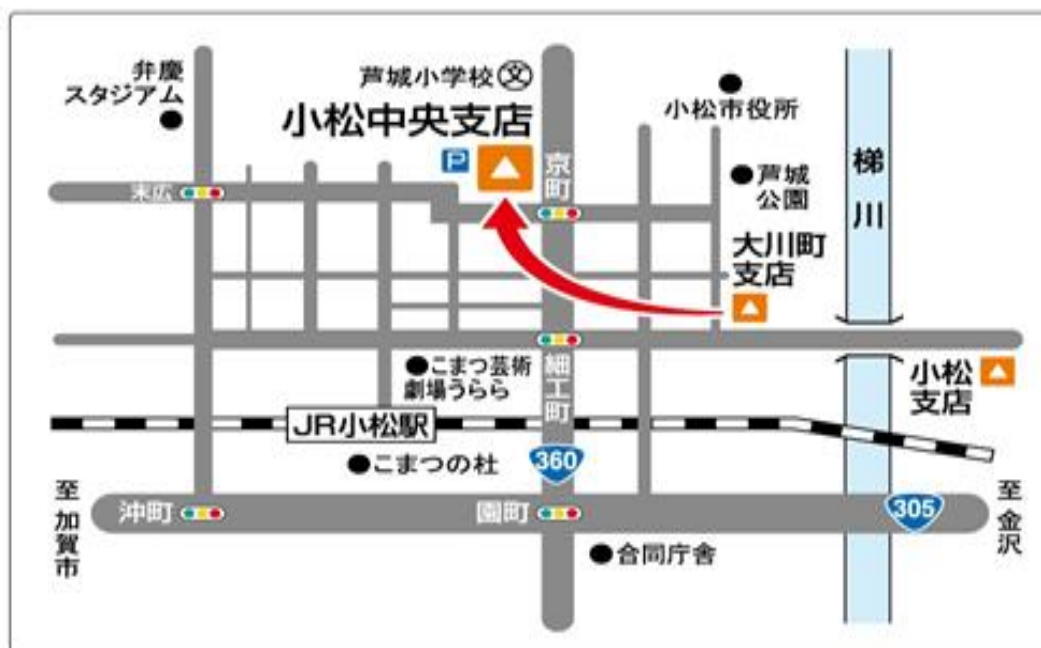 弁慶
スタジアム
芦城小学校 文
小松中央支店
P
小松市役所
京町
末広
芦城
公園
梯川
大川町
支店
こまつ芸術
劇場うらら
細工町
小松
支店
JR小松駅
こまつの杜
360
至加賀市
沖町
園町
305
至金沢
合同庁舎